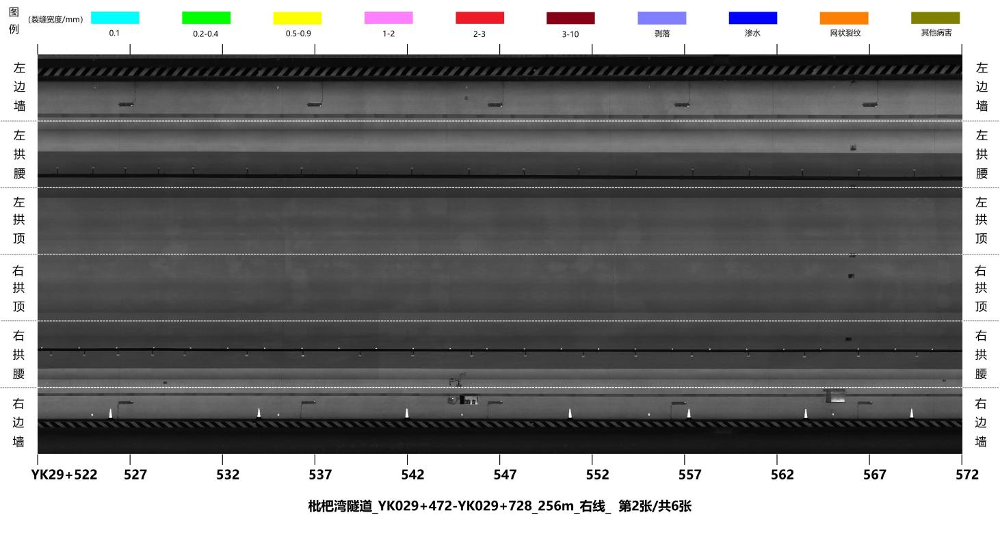 图例 (裂缝宽度/mm) 0.1 0.2-0.4 0.5-0.9 1-2 2-3 3-10 剥落 渗水 网状裂纹 其他病害
左边墙 左边墙
左拱腰 左拱腰
左拱顶 左拱顶
右拱顶 右拱顶
右拱腰 右拱腰
右边墙 右边墙
YK29+522 527 532 537 542 547 552 557 562 567 572
枇杷湾隧道_YK029+472-YK029+728_256m_右线_ 第2张/共6张